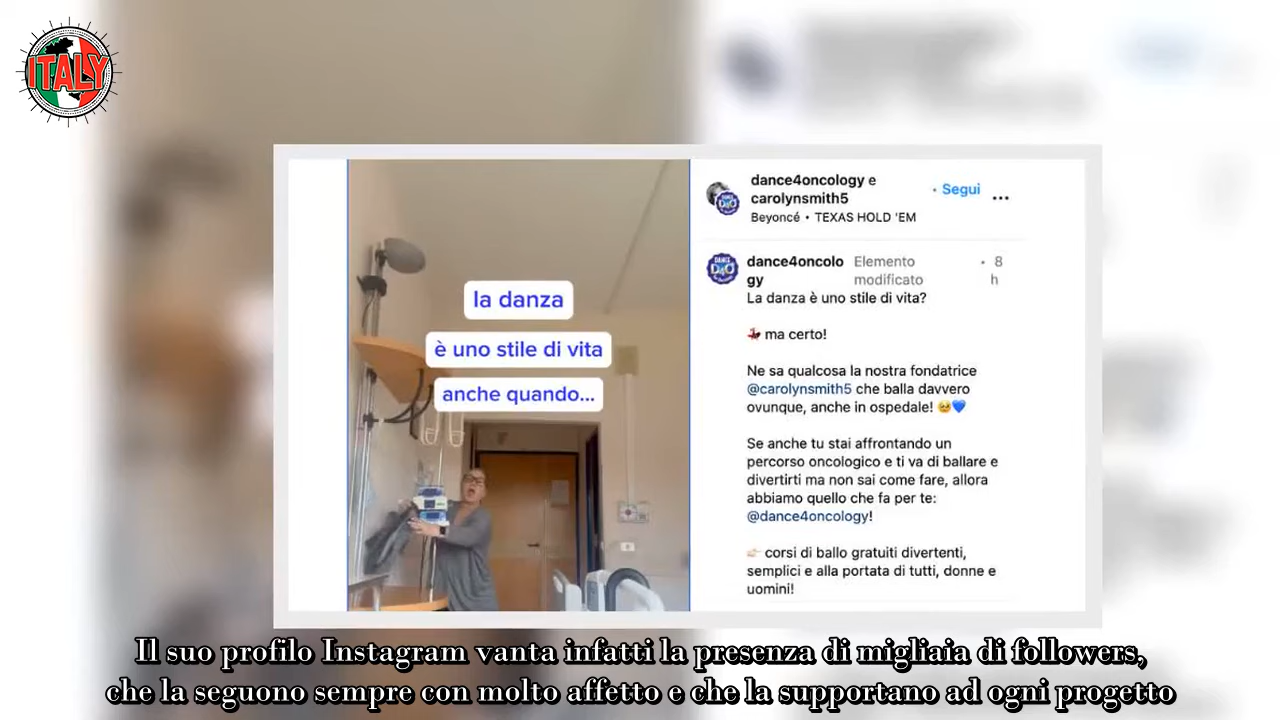 ITALY
la danza
è uno stile di vita
anche quando...
dance4oncology e
carolynsmith5
• Segui
...
Beyoncé • TEXAS HOLD 'EM
dance4oncolo
gy
Elemento
modificato
• 8
h
La danza è uno stile di vita?
💃🏻 ma certo!
Ne sa qualcosa la nostra fondatrice
@carolynsmith5 che balla davvero
ovunque, anche in ospedale! 🥹💙
Se anche tu stai affrontando un
percorso oncologico e ti va di ballare e
divertirti ma non sai come fare, allora
abbiamo quello che fa per te:
@dance4oncology!
👉🏻 corsi di ballo gratuiti divertenti,
semplici e alla portata di tutti, donne e
uomini!
Il suo profilo Instagram vanta infatti la presenza di migliaia di followers,
che la seguono sempre con molto affetto e che la supportano ad ogni progetto